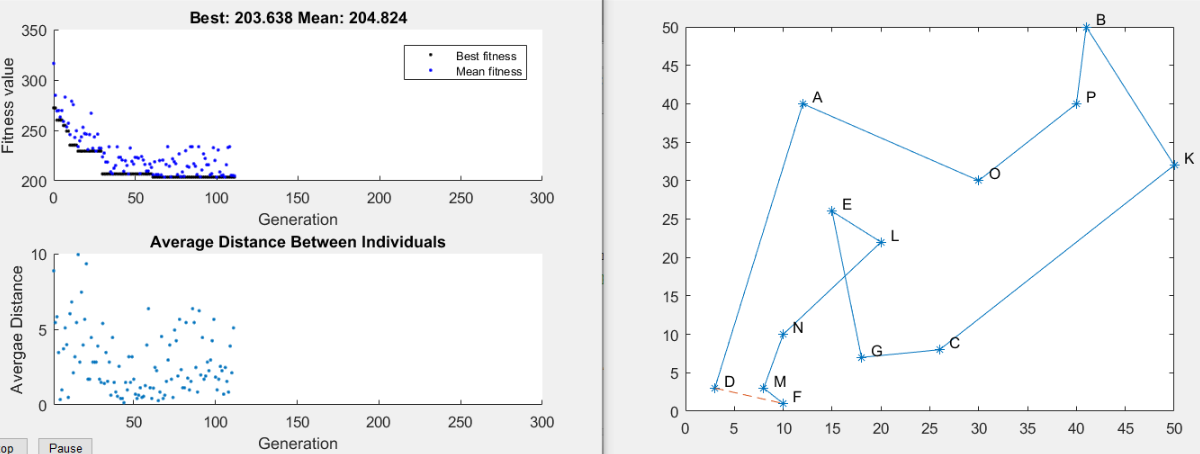 Best: 203.638 Mean: 204.824
350
300
250
200
Fitness value
Best fitness
Mean fitness
0 50 100 150 200 250 300
Generation
Average Distance Between Individuals
10
5
0
Avergae Distance
50 100 150 200 250 300
Generation
op Pause
50
45
40
35
30
25
20
15
10
5
0
B
A
P
K
O
E
L
N
G
C
D
M
F
0 5 10 15 20 25 30 35 40 45 50